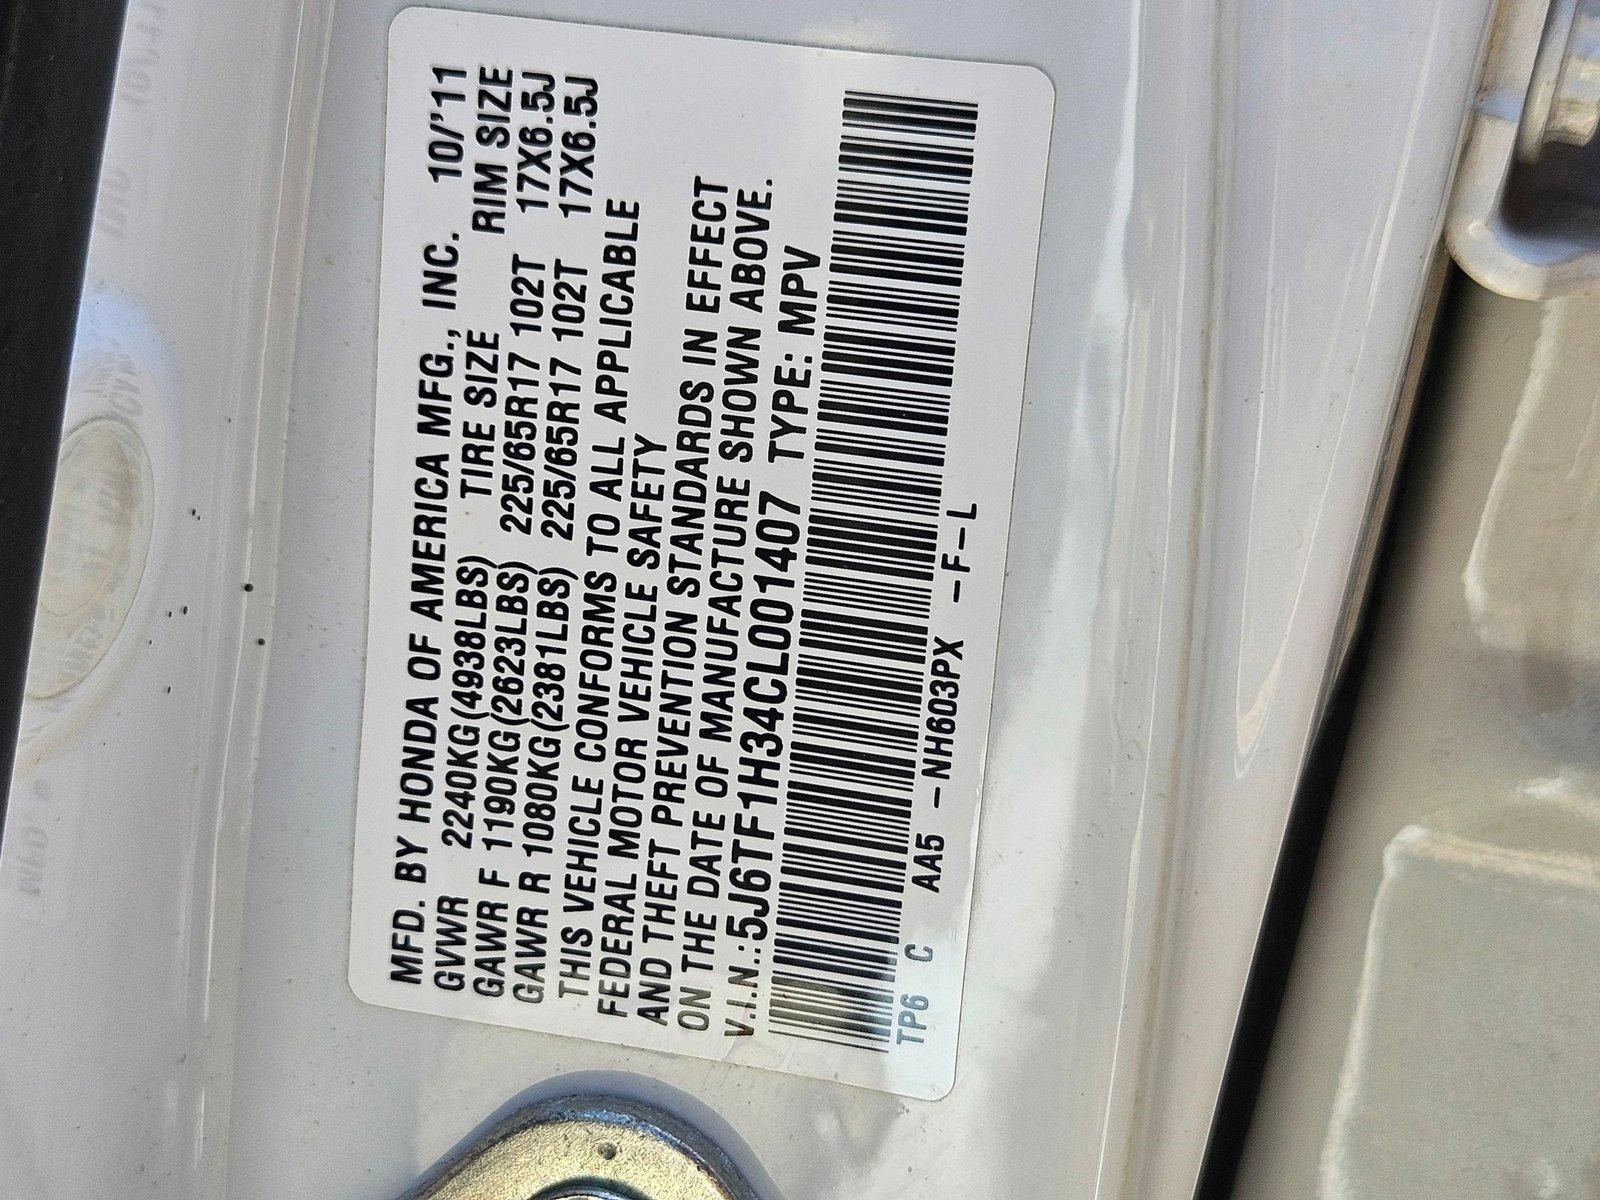 MFD. BY HONDA OF AMERICA MFG., INC. 10/'11
GVWR 2240KG(4938LBS) TIRE SIZE RIM SIZE
GAWR F 1190KG(2623LBS) 225/65R17 102T 17X6.5J
GAWR R 1080KG(2381LBS) 225/65R17 102T 17X6.5J
THIS VEHICLE CONFORMS TO ALL APPLICABLE
FEDERAL MOTOR VEHICLE SAFETY
AND THEFT PREVENTION STANDARDS IN EFFECT
ON THE DATE OF MANUFACTURE SHOWN ABOVE.
V.I.N.:5J6TF1H34CL001407 TYPE: MPV
TP6 C AA5 -NH603PX -F-L